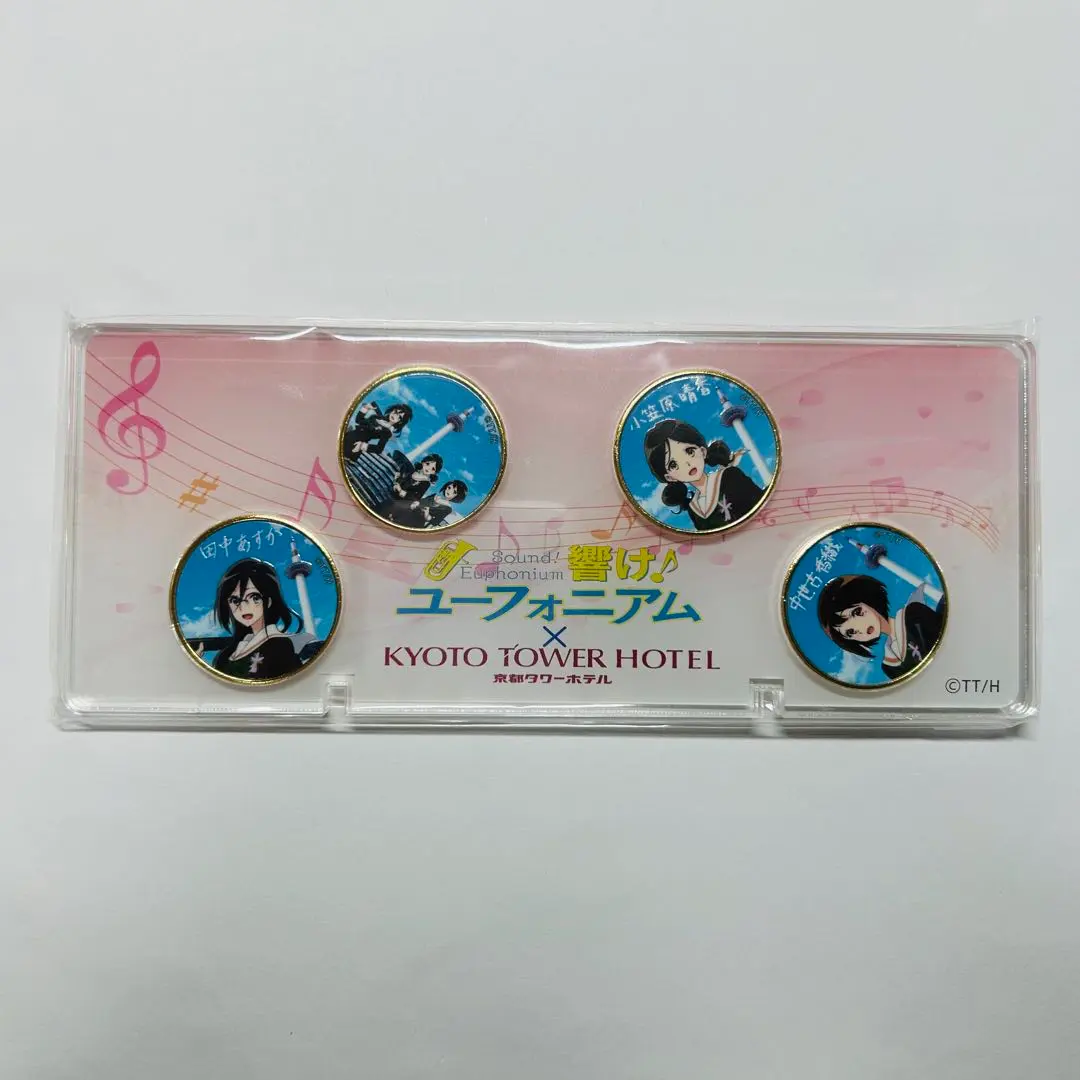 小笠原晴香
田中あすか
中世古香織
Sound!
Euphonium
響け♪
ユーフォニアム
×
KYOTO TOWER HOTEL
京都タワーホテル
©TT/H